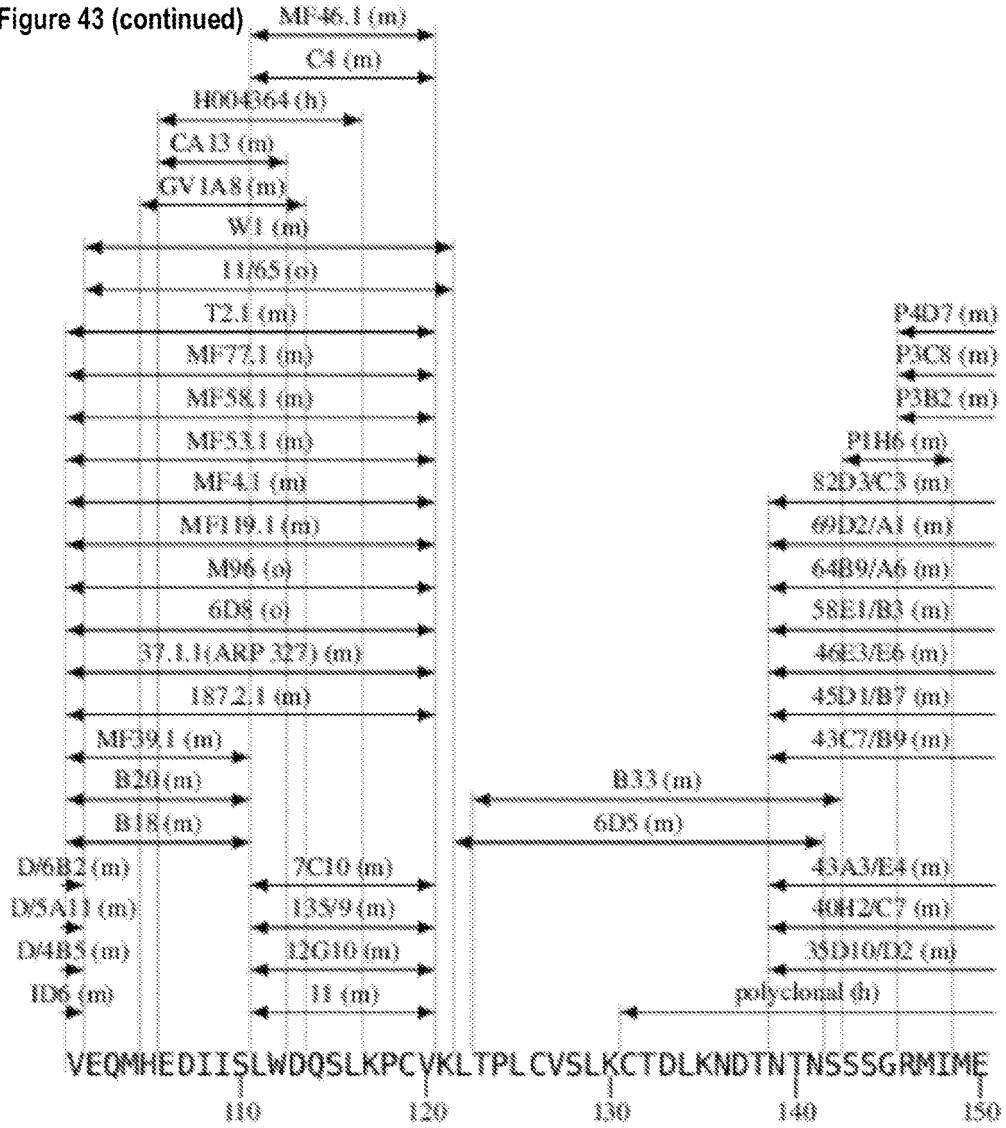 Figure 43 (continued)
MF46.1 (m)
C4 (m)
H004364 (h)
CA13 (m)
GV1A8 (m)
W1 (m)
11/65 (o)
T2.1 (m) P4D7 (m)
MF77.1 (m) P3C8 (m)
MF58.1 (m) P3B2 (m)
MF53.1 (m) P1H6 (m)
MF4.1 (m) 82D3/C3 (m)
MF119.1 (m) 69D2/A1 (m)
M96 (o) 64B9/A6 (m)
6D8 (o) 58E1/B3 (m)
37.1.1(ARP 327) (m) 46E3/E6 (m)
187.2.1 (m) 45D1/B7 (m)
MF39.1 (m) 43C7/B9 (m)
B20 (m) B33 (m)
B18 (m) 6D5 (m)
D/6B2 (m) 7C10 (m) 43A3/E4 (m)
D/5A11 (m) 135/9 (m) 40H2/C7 (m)
D/4B5 (m) 12G10 (m) 35D10/D2 (m)
ID6 (m) 11 (m) polyclonal (h)
VEQMHEDIISLWDQSLKPCVKLTPLCVSLKCTDLKNDTNTNSSSGRMIME
110 120 130 140 150